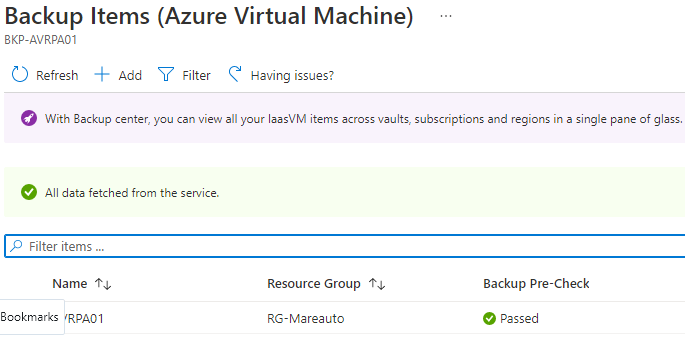 Backup Items (Azure Virtual Machine) ...
BKP-AVRPA01
Refresh Add Filter Having issues?
With Backup center, you can view all your IaasVM items across vaults, subscriptions and regions in a single pane of glass.
All data fetched from the service.
Filter items ...
Name Resource Group Backup Pre-Check
Bookmarks VRPA01 RG-Mareauto Passed